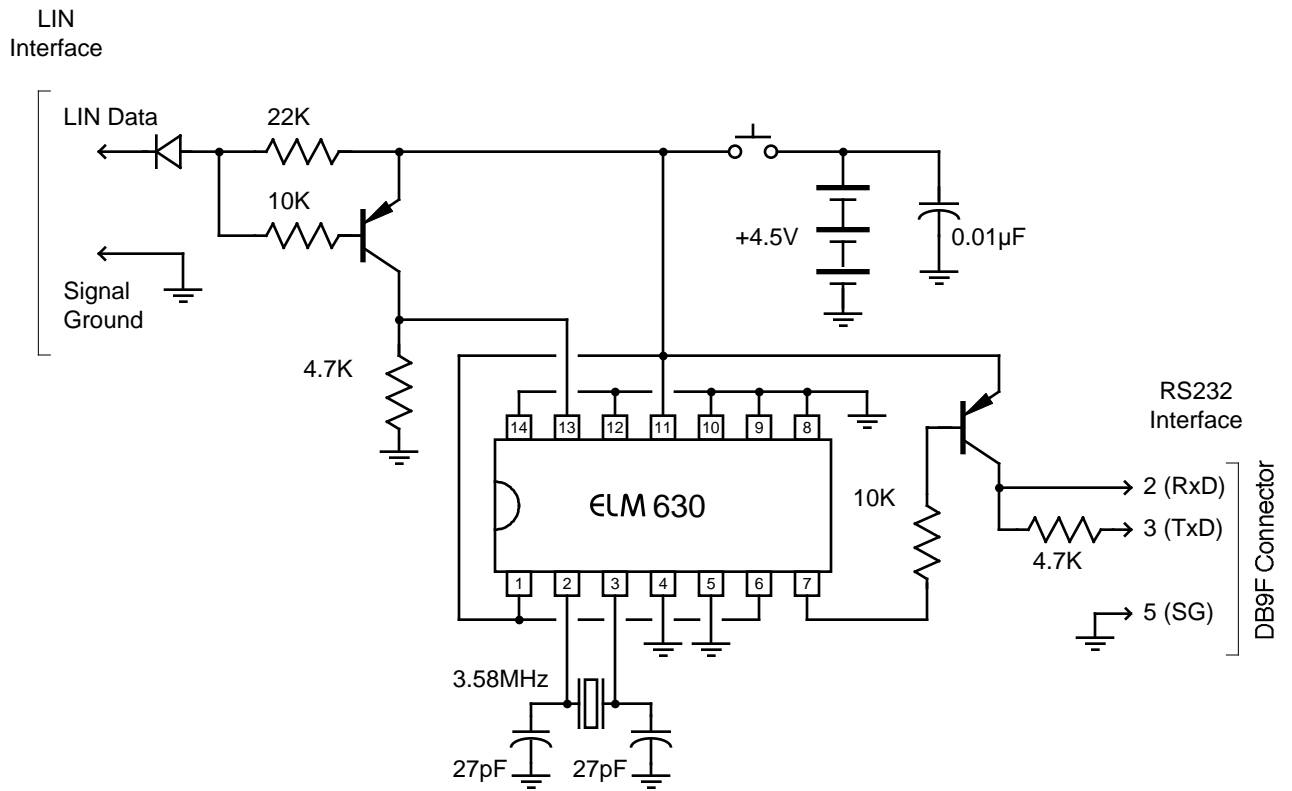 LIN
Interface
LIN Data
22K
10K
+4.5V
0.01µF
Signal
Ground
4.7K
RS232
Interface
14
13
12
11
10
9
8
ELM 630
10K
2 (RxD)
3 (TxD)
4.7K
5 (SG)
DB9F Connector
1
2
3
4
5
6
7
3.58MHz
27pF
27pF